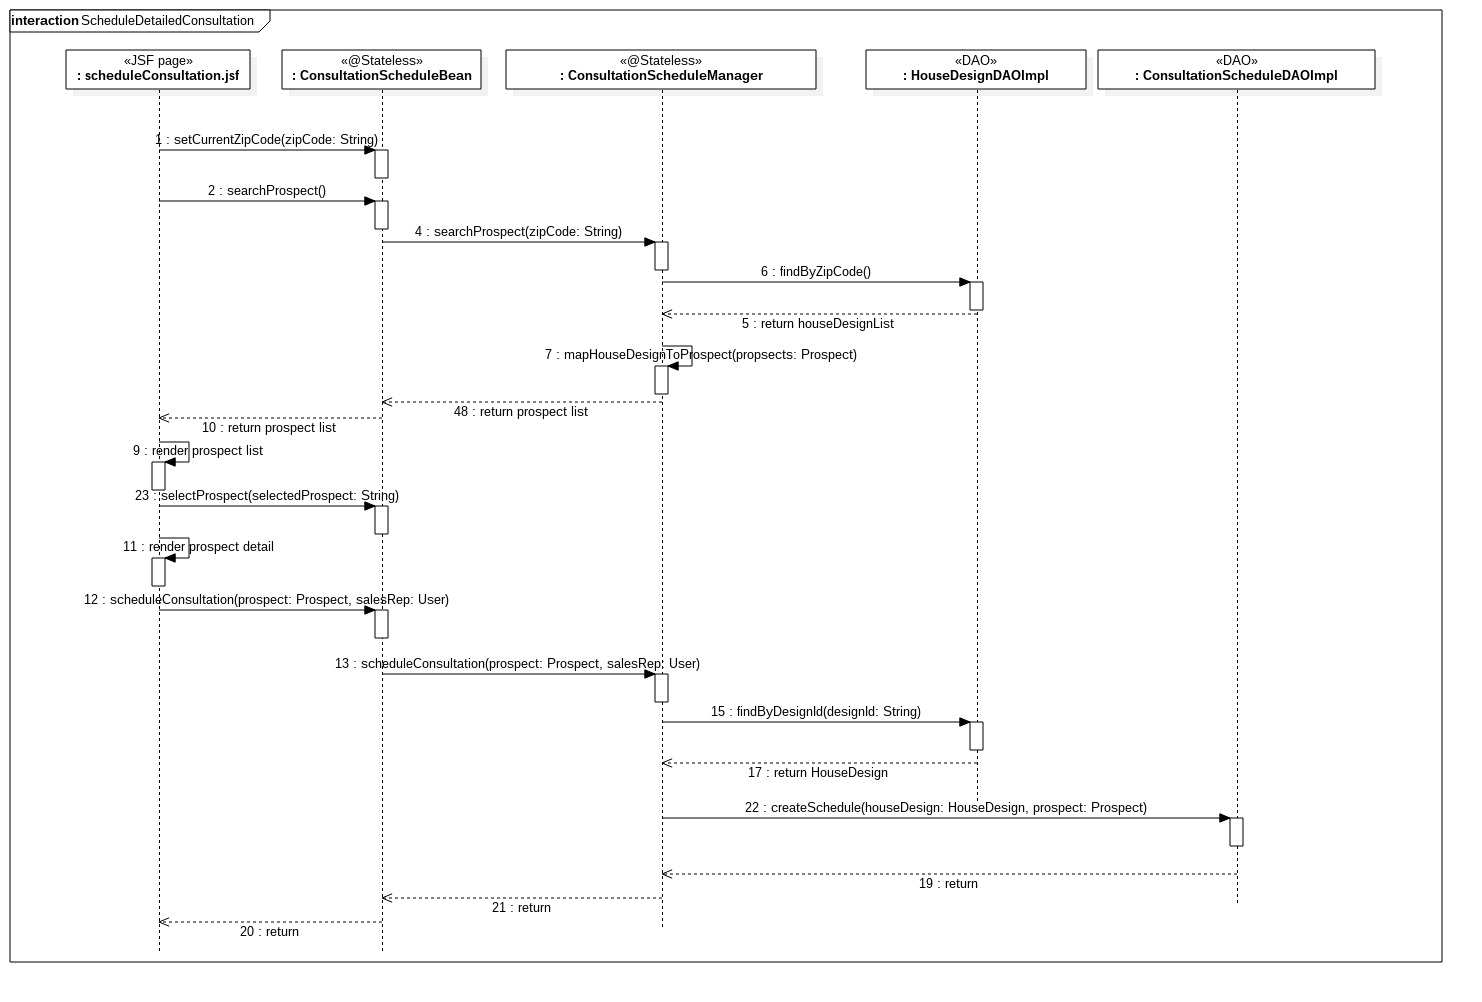 interaction ScheduleDetailedConsultation
«JSF page»
: scheduleConsultation.jsf
«@Stateless»
: ConsultationScheduleBean
«@Stateless»
: ConsultationScheduleManager
«DAO»
: HouseDesignDAOImpl
«DAO»
: ConsultationScheduleDAOImpl
1 : setCurrentZipCode(zipCode: String)
2 : searchProspect()
4 : searchProspect(zipCode: String)
6 : findByZipCode()
5 : return houseDesignList
7 : mapHouseDesignToProspect(propsects: Prospect)
48 : return prospect list
10 : return prospect list
9 : render prospect list
23 : selectProspect(selectedProspect: String)
11 : render prospect detail
12 : scheduleConsultation(prospect: Prospect, salesRep: User)
13 : scheduleConsultation(prospect: Prospect, salesRep: User)
15 : findByDesignId(designId: String)
17 : return HouseDesign
22 : createSchedule(houseDesign: HouseDesign, prospect: Prospect)
19 : return
21 : return
20 : return